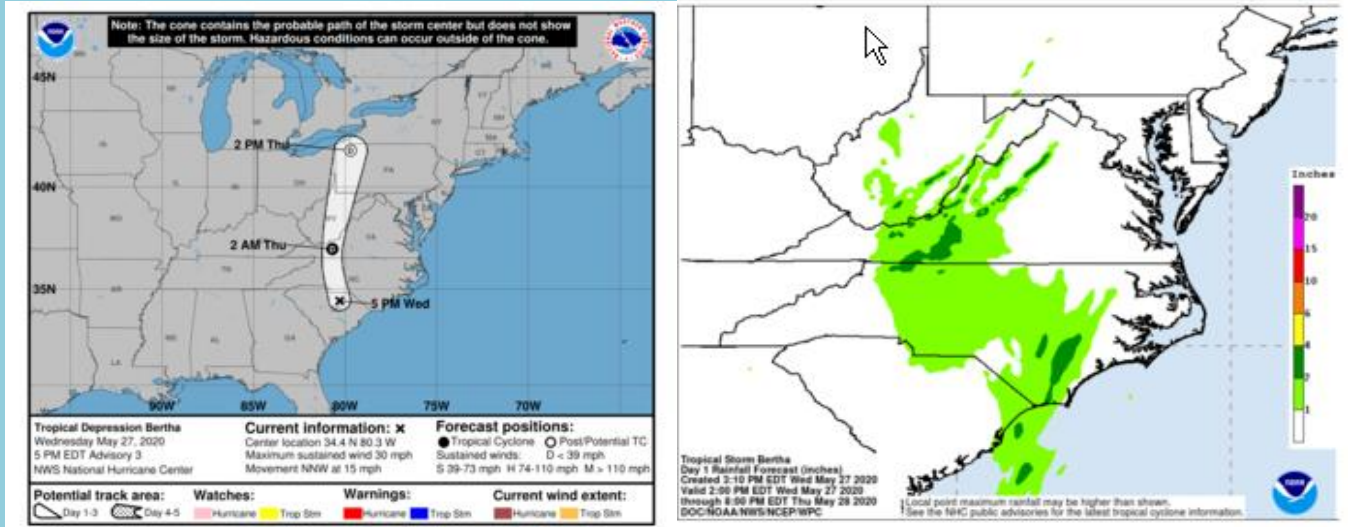 Note: The cone contains the probable path of the storm center but does not show
the size of the storm. Hazardous conditions can occur outside of the cone.
45N
40N
35N
2 PM Thu
2 AM Thu
5 PM Wed
PA
VA
NC
GA
AL
LA
90W 85W 80W 75W 70W
Tropical Depression Bertha
Wednesday May 27, 2020
5 PM EDT Advisory 3
NWS National Hurricane Center
Current information: x
Center location 34.4 N 80.3 W
Maximum sustained wind 30 mph
Movement NNW at 15 mph
Forecast positions:
Tropical Cyclone Post/Potential TC
Sustained winds: D < 39 mph
S 39-73 mph H 74-110 mph M > 110 mph
Potential track area:
Day 1-3 Day 4-5
Watches:
Hurricane Trop Stm
Warnings:
Hurricane Trop Stm
Current wind extent:
Hurricane Trop Stm
Inches
20
15
10
6
4
2
1
Tropical Storm Bertha
Day 1 Rainfall Forecast (inches)
Created 3:10 PM EDT Wed May 27 2020
Valid 2:00 PM EDT Wed May 27 2020
through 8:00 PM EDT Thu May 28 2020
DOC/NOAA/NWS/NCEP/WPC
Local point maximum rainfall may be higher than shown.
See the NHC public advisories for the latest tropical cyclone information.